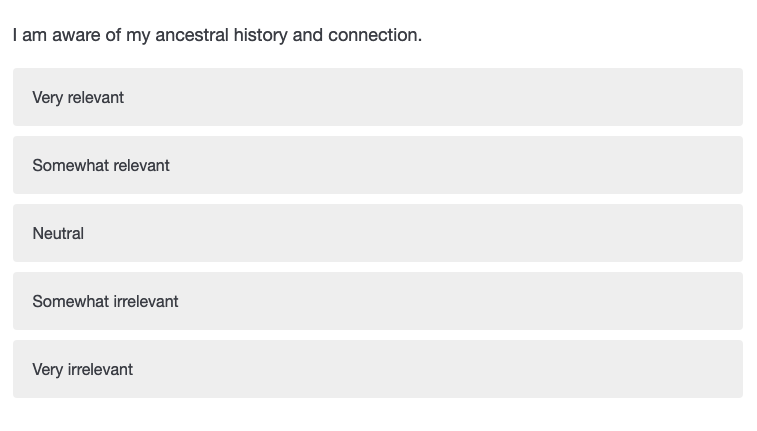 I am aware of my ancestral history and connection.
Very relevant
Somewhat relevant
Neutral
Somewhat irrelevant
Very irrelevant